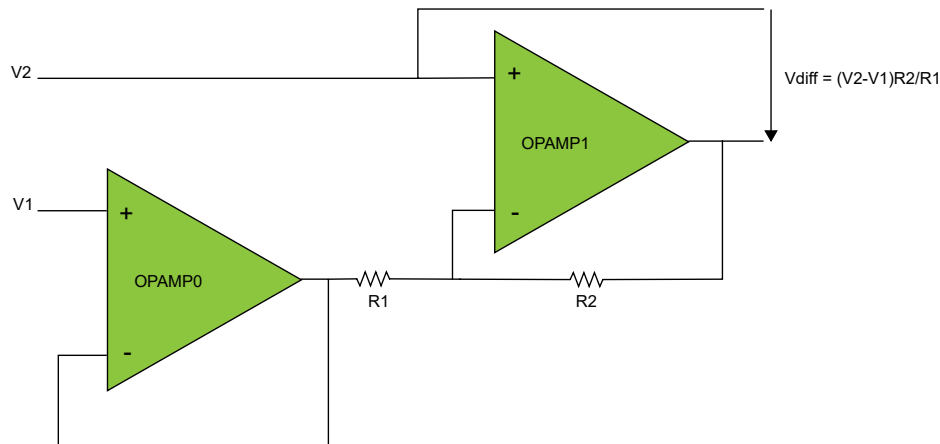 V2
+
OPAMP1
-
Vdiff = (V2-V1)R2/R1
V1
+
OPAMP0
-
R1
R2